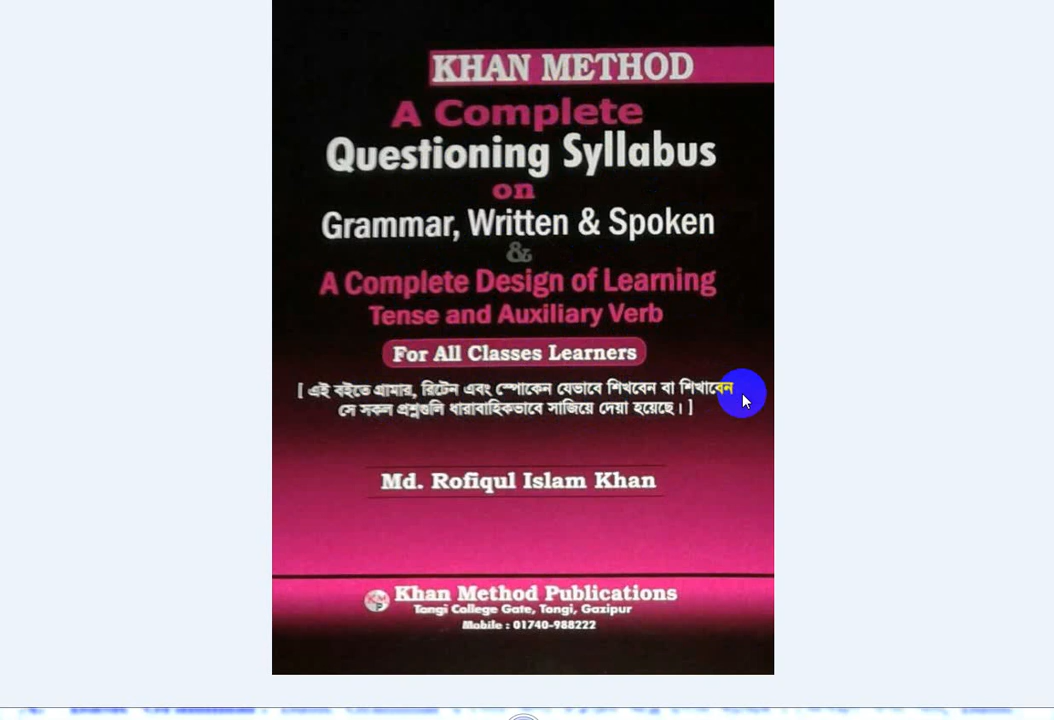 KHAN METHOD
A Complete
Questioning Syllabus
on
Grammar, Written & Spoken
&
A Complete Design of Learning
Tense and Auxiliary Verb
For All Classes Learners
[ এই বইতে গ্রামার, রিটেন এবং স্পোকেন যেভাবে শিখবেন বা শিখাবেন
সে সকল প্রশ্নগুলি ধারাবাহিকভাবে সাজিয়ে দেয়া হয়েছে। ]
Md. Rofiqul Islam Khan
Khan Method Publications
Tongi College Gate, Tongi, Gazipur
Mobile : 01740-988222